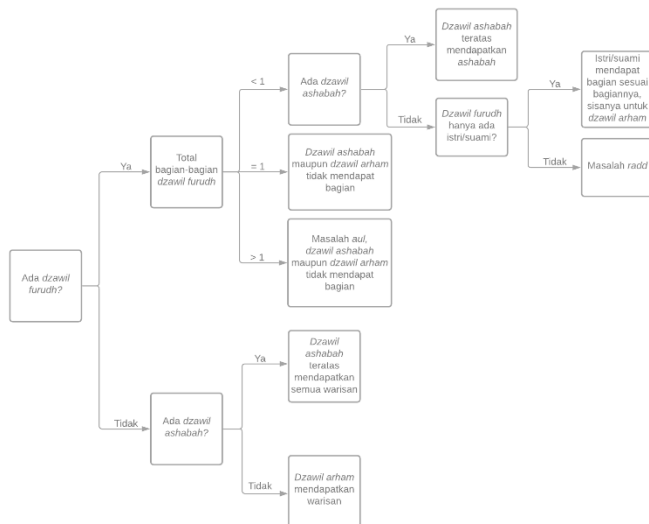 Ada dzawil
furudh?
Ya
Total
bagian-bagian
dzawil furudh
< 1
Ada dzawil
ashabah?
Ya
Dzawil ashabah
teratas
mendapatkan
ashabah
Tidak
Dzawil furudh
hanya ada
istri/suami?
Ya
Istri/suami
mendapat
bagian sesuai
bagiannya,
sisanya untuk
dzawil arham
Tidak
Masalah radd
= 1
Dzawil ashabah
maupun dzawil arham
tidak mendapat
bagian
> 1
Masalah aul,
dzawil ashabah
maupun dzawil arham
tidak mendapat
bagian
Tidak
Ada dzawil
ashabah?
Ya
Dzawil
ashabah
teratas
mendapatkan
semua warisan
Tidak
Dzawil arham
mendapatkan
warisan